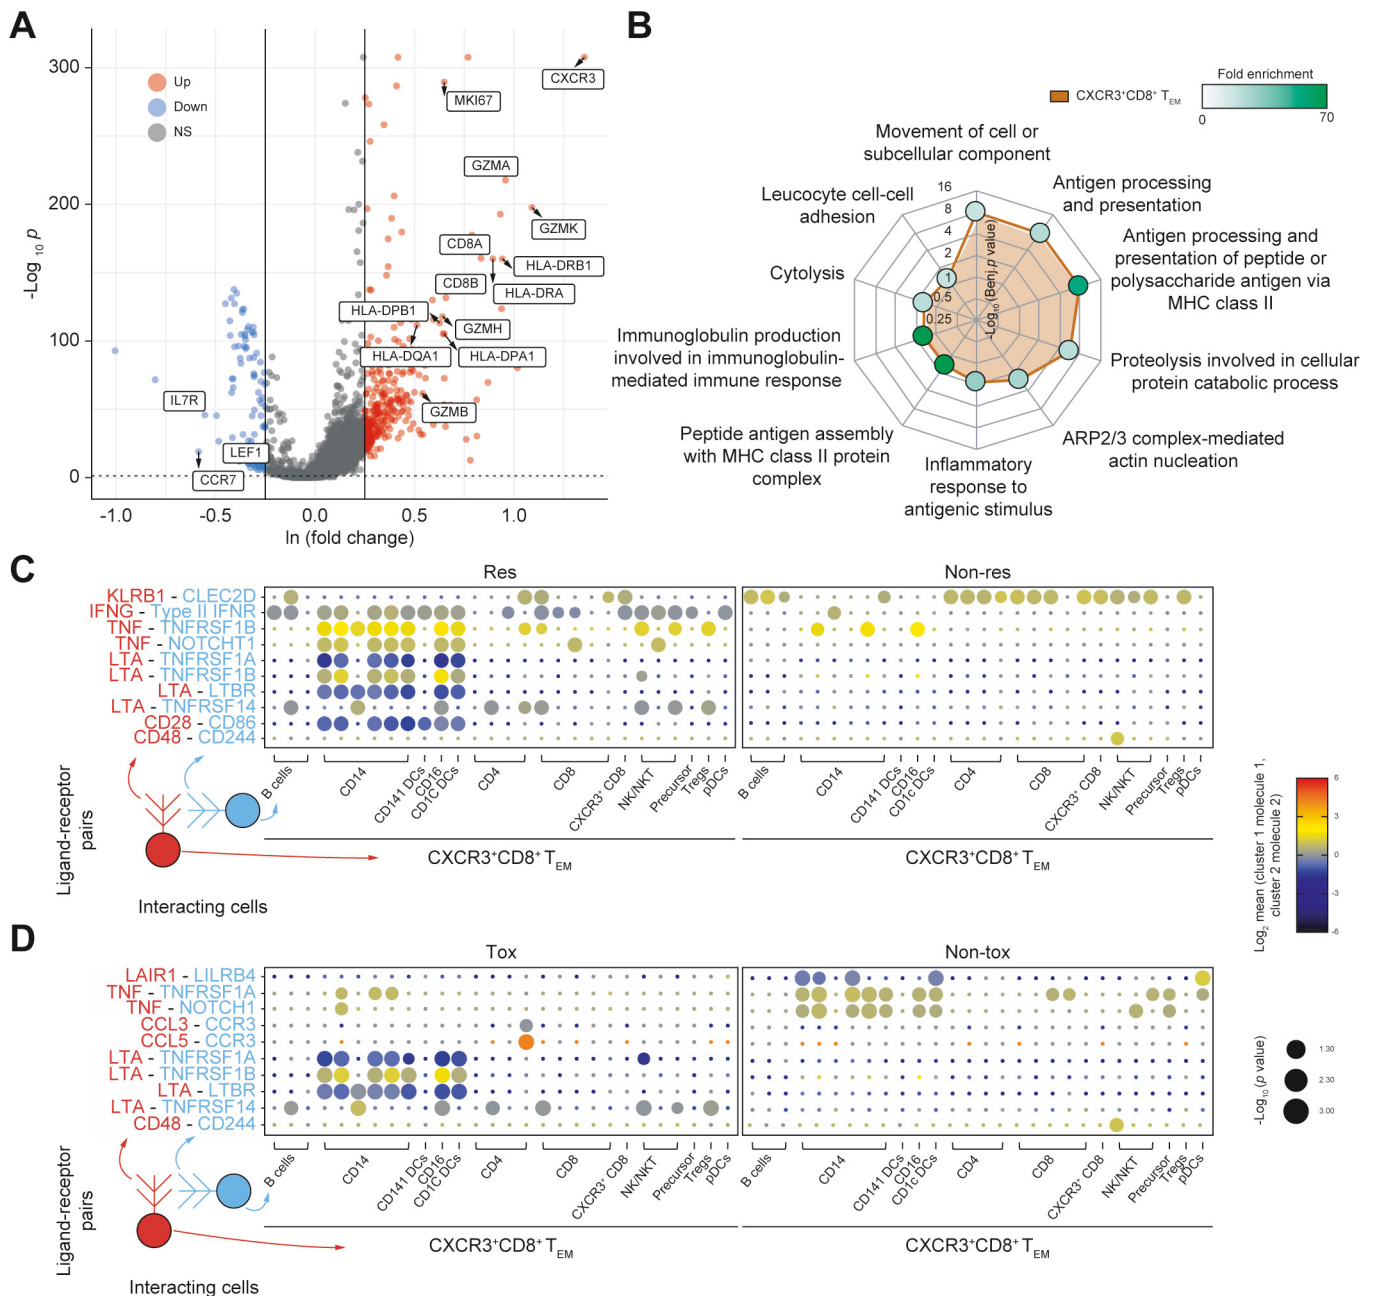 A
300
200
100
0
-Log 10 p
-1.0
-0.5
0.0
0.5
1.0
ln (fold change)
Up
Down
NS
CXCR3
MKI67
GZMA
GZMK
CD8A
HLA-DRB1
CD8B
HLA-DRA
HLA-DPB1
GZMH
HLA-DQA1
HLA-DPA1
GZMB
IL7R
LEF1
CCR7
B
CXCR3+CD8+ TEM
Fold enrichment
0
70
Movement of cell or
subcellular component
Antigen processing
and presentation
Antigen processing and
presentation of peptide or
polysaccharide antigen via
MHC class II
Proteolysis involved in cellular
protein catabolic process
ARP2/3 complex-mediated
actin nucleation
Inflammatory
response to
antigenic stimulus
Peptide antigen assembly
with MHC class II protein
complex
Immunoglobulin production
involved in immunoglobulin-
mediated immune response
Cytolysis
Leucocyte cell-cell
adhesion
16
8
4
2
1
0.5
0.25
-Log10 (Benj. p value)
C
Res
Non-res
KLRB1 - CLEC2D
IFNG - Type II IFNR
TNF - TNFRSF1B
TNF - NOTCHT1
LTA - TNFRSF1A
LTA - TNFRSF1B
LTA - LTBR
LTA - TNFRSF14
CD28 - CD86
CD48 - CD244
B cells
CD14
CD141 DCs
CD16
CD1C DCs
CD4
CD8
CXCR3+ CD8
NK/NKT
Precursor
Tregs
pDCs
B cells
CD14
CD141 DCs
CD16
CD1c DCs
CD4
CD8
CXCR3+ CD8
NK/NKT
Precursor
Tregs
pDCs
CXCR3+CD8+ TEM
CXCR3+CD8+ TEM
Ligand-receptor
pairs
Interacting cells
Log2 mean (cluster 1 molecule 1,
cluster 2 molecule 2)
6
3
0
-3
-6
D
Tox
Non-tox
LAIR1 - LILRB4
TNF - TNFRSF1A
TNF - NOTCH1
CCL3 - CCR3
CCL5 - CCR3
LTA - TNFRSF1A
LTA - TNFRSF1B
LTA - LTBR
LTA - TNFRSF14
CD48 - CD244
B cells
CD14
CD141 DCs
CD16
CD1C DCs
CD4
CD8
CXCR3+ CD8
NK/NKT
Precursor
Tregs
pDCs
B cells
CD14
CD141 DCs
CD16
CD1c DCs
CD4
CD8
CXCR3+ CD8
NK/NKT
Precursor
Tregs
pDCs
CXCR3+CD8+ TEM
CXCR3+CD8+ TEM
Ligand-receptor
pairs
Interacting cells
-Log10 (p value)
1.30
2.30
3.00